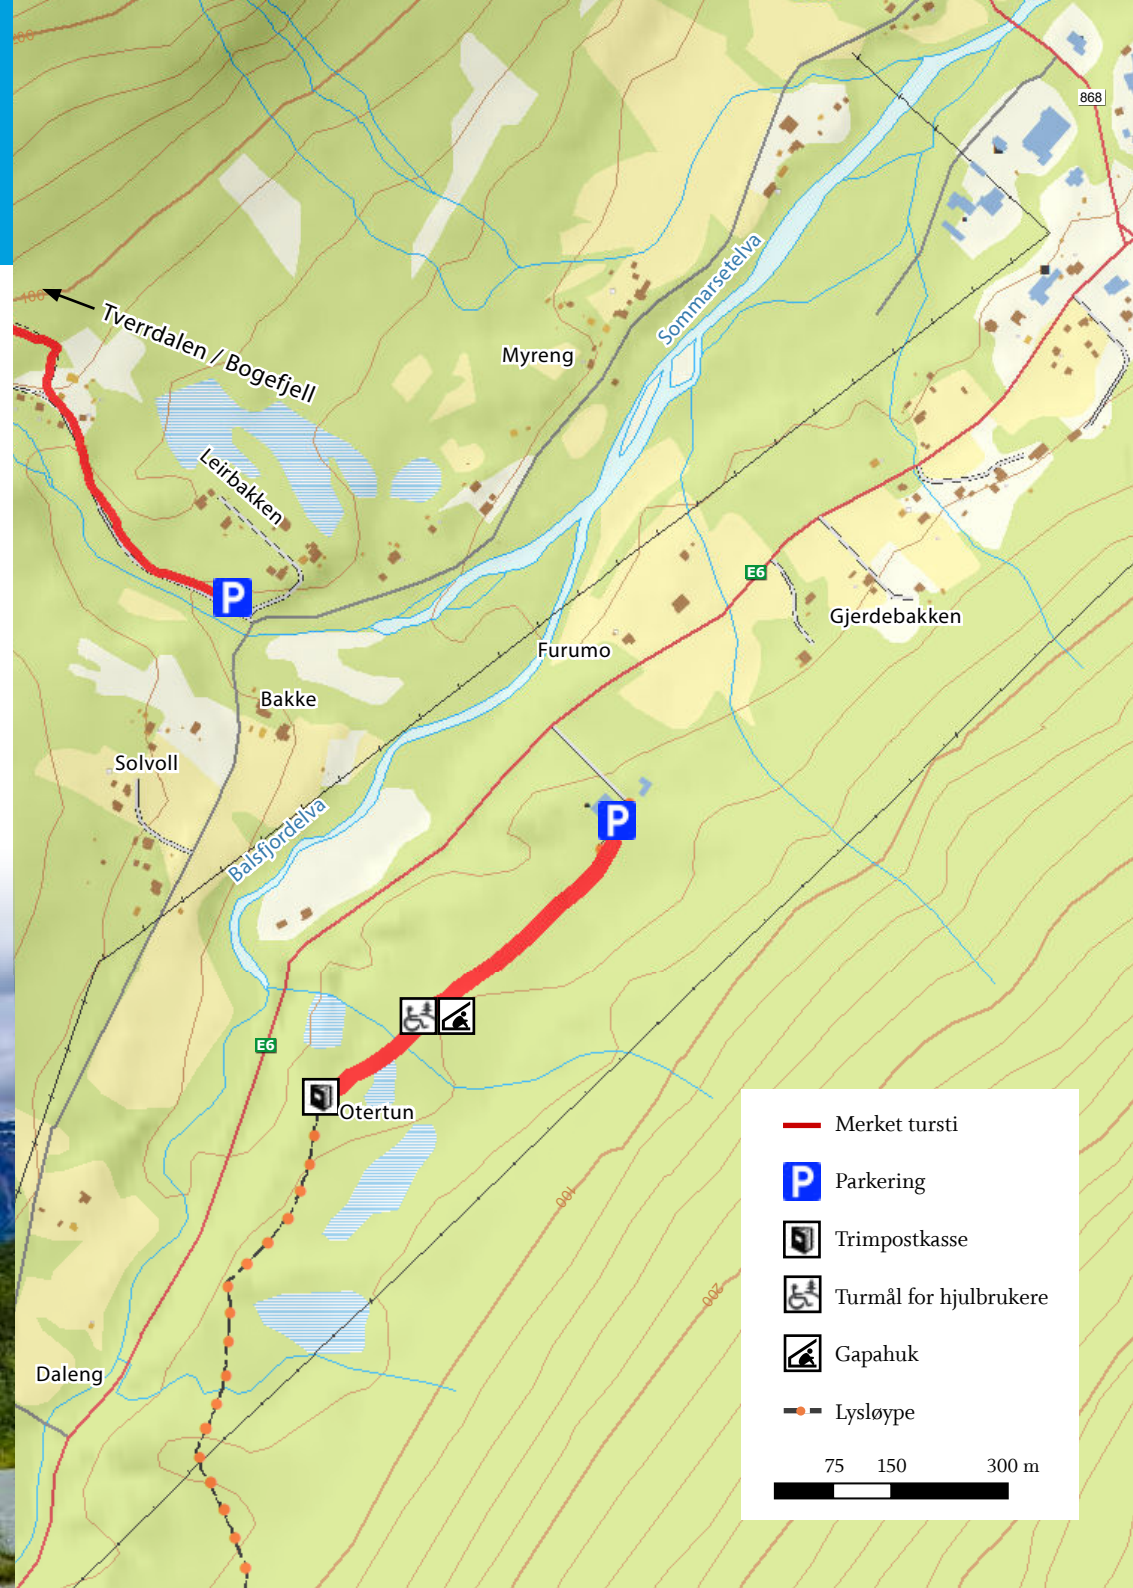 868
100
Tverrdalen / Bogefjell
Sommarsetelva
Myreng
Leirbakken
P
E6
Gjerdebakken
Furumo
Bakke
Solvoll
Balsfjordelva
P
E6
Otertun
100
200
Daleng
Merket tursti
P Parkering
Trimpostkasse
Turmål for hjulbrukere
Gapahuk
Lysløype
75 150 300 m